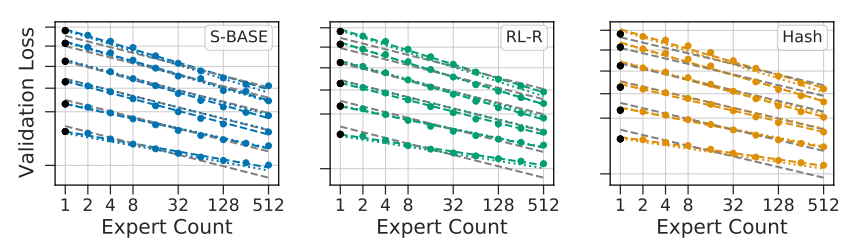 Validation Loss
S-BASE
1 2 4 8 32 128 512
Expert Count
RL-R
1 2 4 8 32 128 512
Expert Count
Hash
1 2 4 8 32 128 512
Expert Count